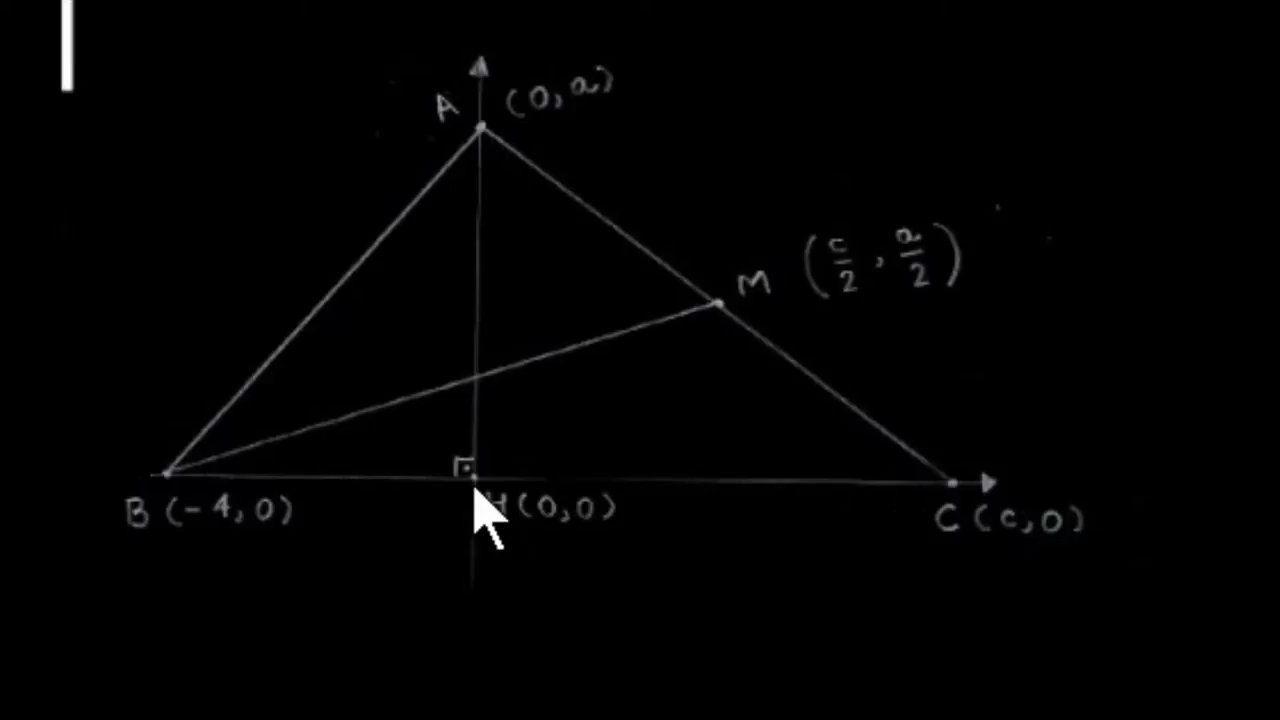 A (0, a)
M (c/2, a/2)
B (-4, 0)
H (0, 0)
C (c, 0)